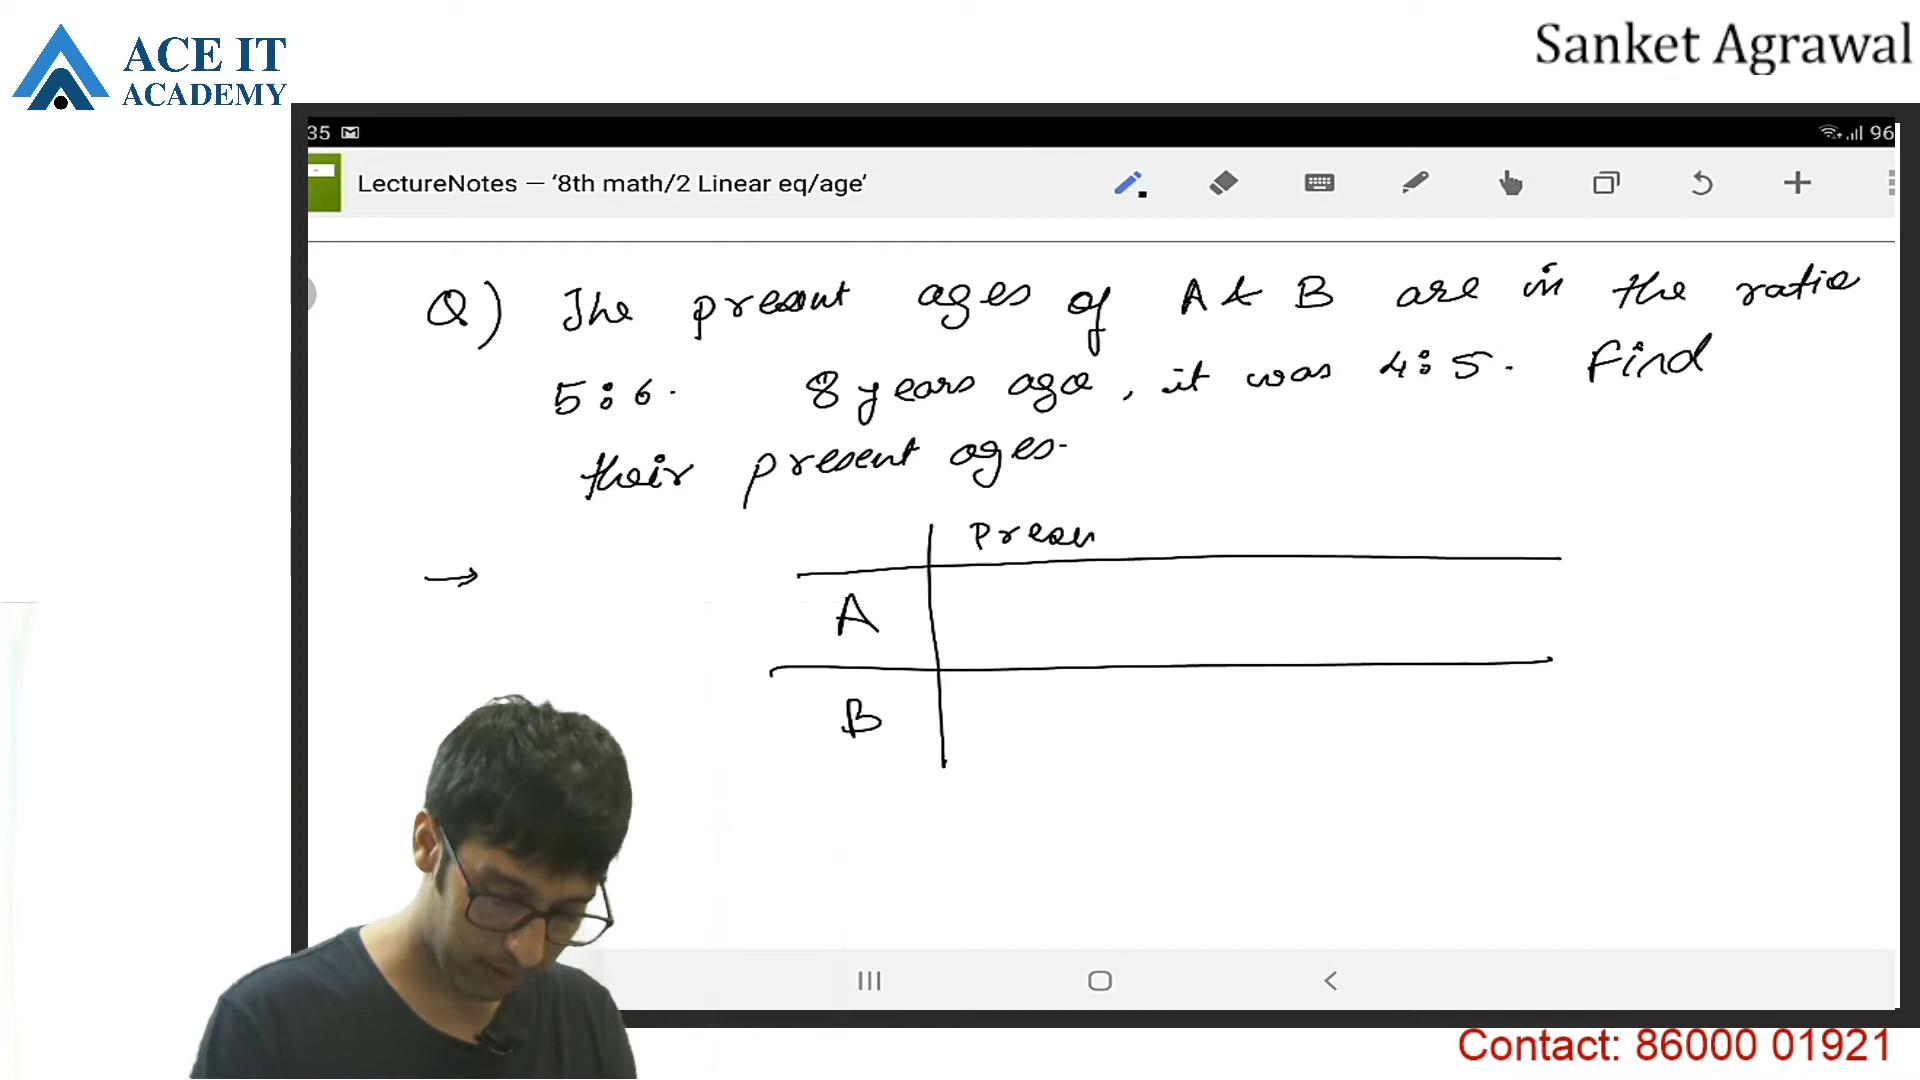 ACE IT
ACADEMY
Sanket Agrawal
35
96
LectureNotes — ‘8th math/2 Linear eq/age’
Q) The present ages of A & B are in the ratio
5:6. 8 years ago, it was 4:5. Find
their present ages.
Presen
A
B
Contact: 86000 01921